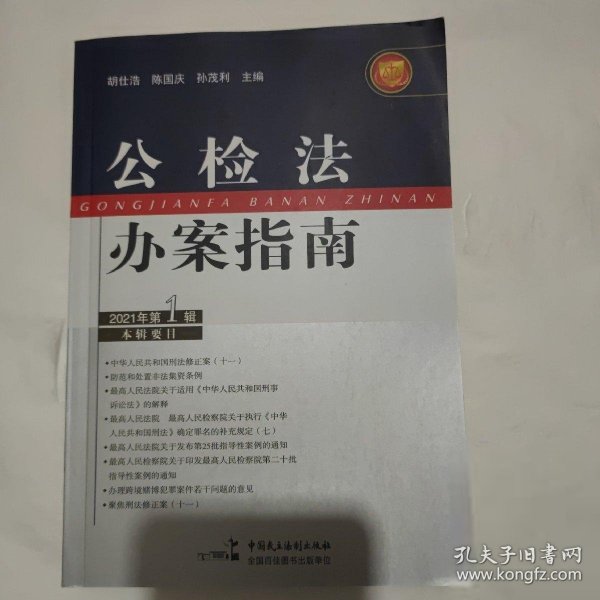 胡仕浩 陈国庆 孙茂利 主编
公检法
GONGJIANFA BANAN ZHINAN
办案指南
2021年第1辑
本辑要目
•中华人民共和国刑法修正案（十一）
•防范和处置非法集资条例
•最高人民法院关于适用《中华人民共和国刑事
诉讼法》的解释
•最高人民法院 最高人民检察院关于执行《中华
人民共和国刑法》确定罪名的补充规定（七）
•最高人民法院关于发布第25批指导性案例的通知
•最高人民检察院关于印发最高人民检察院第二十批
指导性案例的通知
•办理跨境赌博犯罪案件若干问题的意见
•聚焦刑法修正案（十一）
中国民主法制出版社
全国百佳图书出版单位
孔夫子旧书网
www.kongfz.com